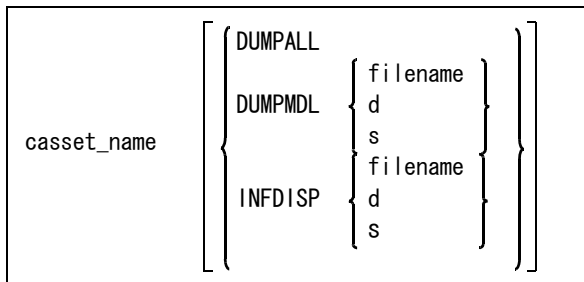 DUMPALL
filename
DUMPMDL d
s
casset_name
filename
INFDISP d
s